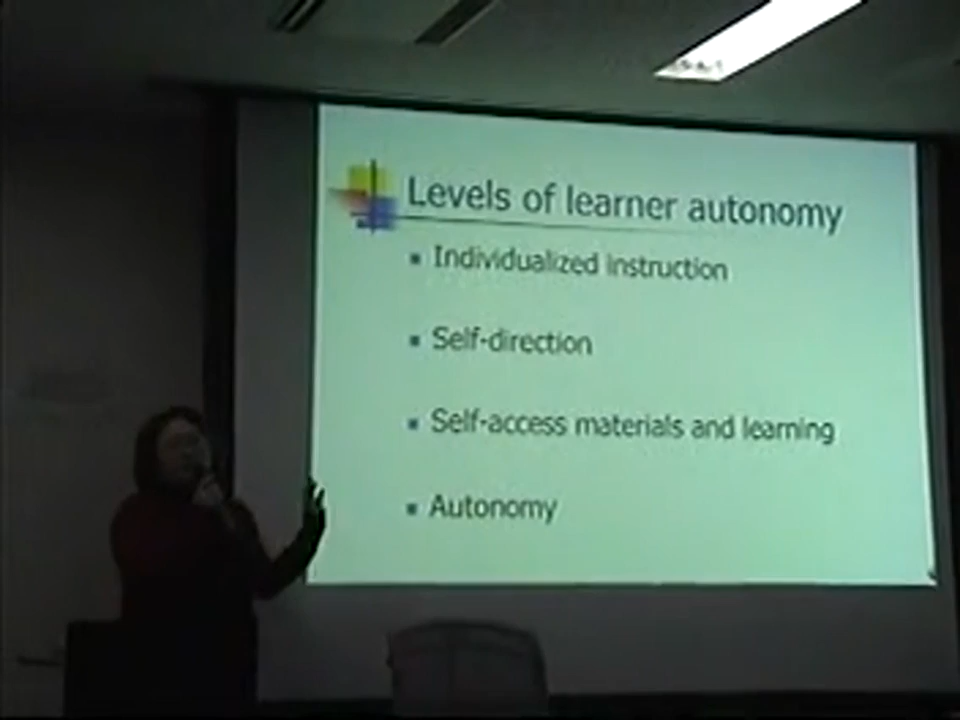 Levels of learner autonomy
Individualized instruction
Self-direction
Self-access materials and learning
Autonomy